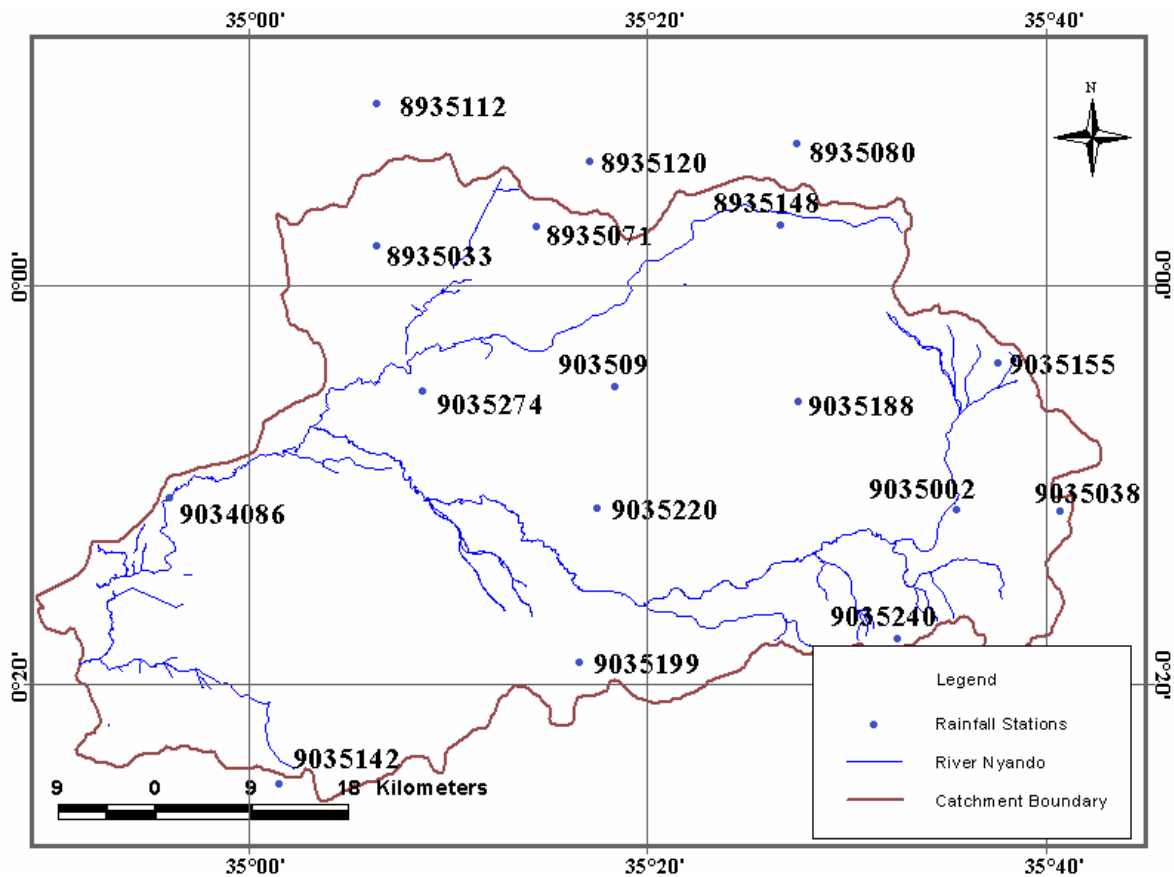 35°00' 35°20' 35°40'
N
8935112
8935120
8935080
8935148
8935071
8935033
0°00' 0°00'
903509
9035155
9035274
9035188
9035002
9035038
9034086
9035220
9035240
9035199
0°20' 0°20'
Legend
Rainfall Stations
River Nyando
Catchment Boundary
9035142
9 0 9 18 Kilometers
35°00' 35°20' 35°40'